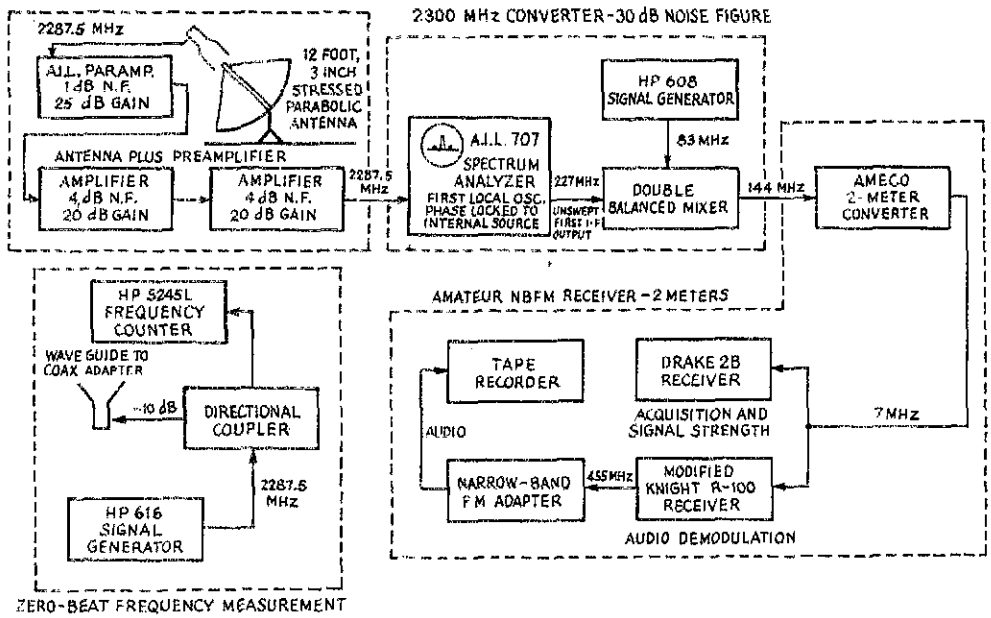 2287.5 MHz
A.I.L. PARAMP.
1 dB N.F.
25 dB GAIN
12 FOOT,
3 INCH
STRESSED
PARABOLIC
ANTENNA
ANTENNA PLUS PREAMPLIFIER
AMPLIFIER
4 dB N.F.
20 dB GAIN
AMPLIFIER
4 dB N.F.
20 dB GAIN
2287.5
MHz
2300 MHz CONVERTER-30 dB NOISE FIGURE
HP 608
SIGNAL GENERATOR
83 MHz
A.I.L. 707
SPECTRUM
ANALYZER
FIRST LOCAL OSC.
PHASE LOCKED TO
INTERNAL SOURCE
227 MHz
UNSWEPT
FIRST I-F
OUTPUT
DOUBLE
BALANCED MIXER
144 MHz
AMECO
2-METER
CONVERTER
AMATEUR NBFM RECEIVER-2 METERS
TAPE
RECORDER
DRAKE 2B
RECEIVER
ACQUISITION AND
SIGNAL STRENGTH
7 MHz
AUDIO
NARROW-BAND
FM ADAPTER
455 MHz
MODIFIED
KNIGHT R-100
RECEIVER
AUDIO DEMODULATION
HP 5245L
FREQUENCY
COUNTER
WAVE GUIDE TO
COAX ADAPTER
-10 dB
DIRECTIONAL
COUPLER
2287.5
MHz
HP 616
SIGNAL
GENERATOR
ZERO-BEAT FREQUENCY MEASUREMENT